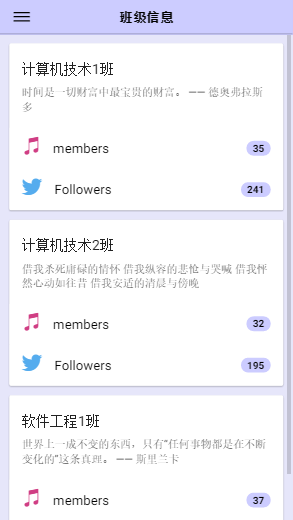 班级信息
计算机技术1班
时间是一切财富中最宝贵的财富。 —— 德奥弗拉斯
多
members 35
Followers 241
计算机技术2班
借我杀死庸碌的情怀 借我纵容的悲怆与哭喊 借我怦
然心动如往昔 借我安适的清晨与傍晚
members 32
Followers 195
软件工程1班
世界上一成不变的东西，只有“任何事物都是在不断
变化的”这条真理。 —— 斯里兰卡
members 37